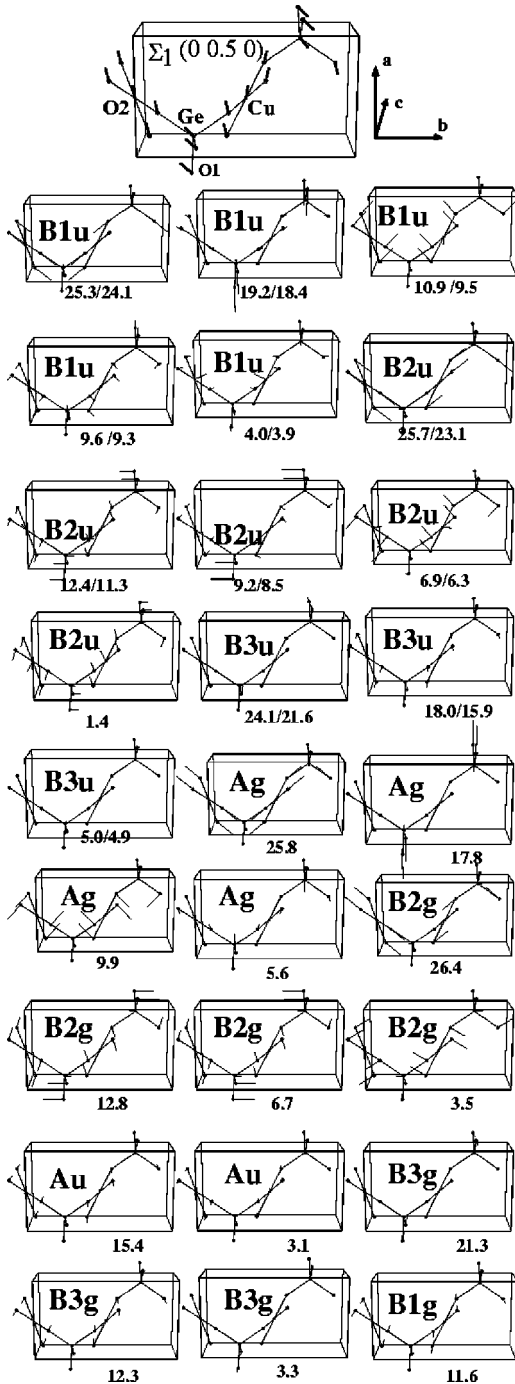 Σ1 (0 0.5 0)
a
O2
Ge
Cu
c
b
O1
B1u B1u B1u
25.3/24.1 19.2/18.4 10.9 /9.5
B1u B1u B2u
9.6 /9.3 4.0/3.9 25.7/23.1
B2u B2u B2u
12.4/11.3 9.2/8.5 6.9/6.3
B2u B3u B3u
1.4 24.1/21.6 18.0/15.9
B3u Ag Ag
5.0/4.9 25.8 17.8
Ag Ag B2g
9.9 5.6 26.4
B2g B2g B2g
12.8 6.7 3.5
Au Au B3g
15.4 3.1 21.3
B3g B3g B1g
12.3 3.3 11.6